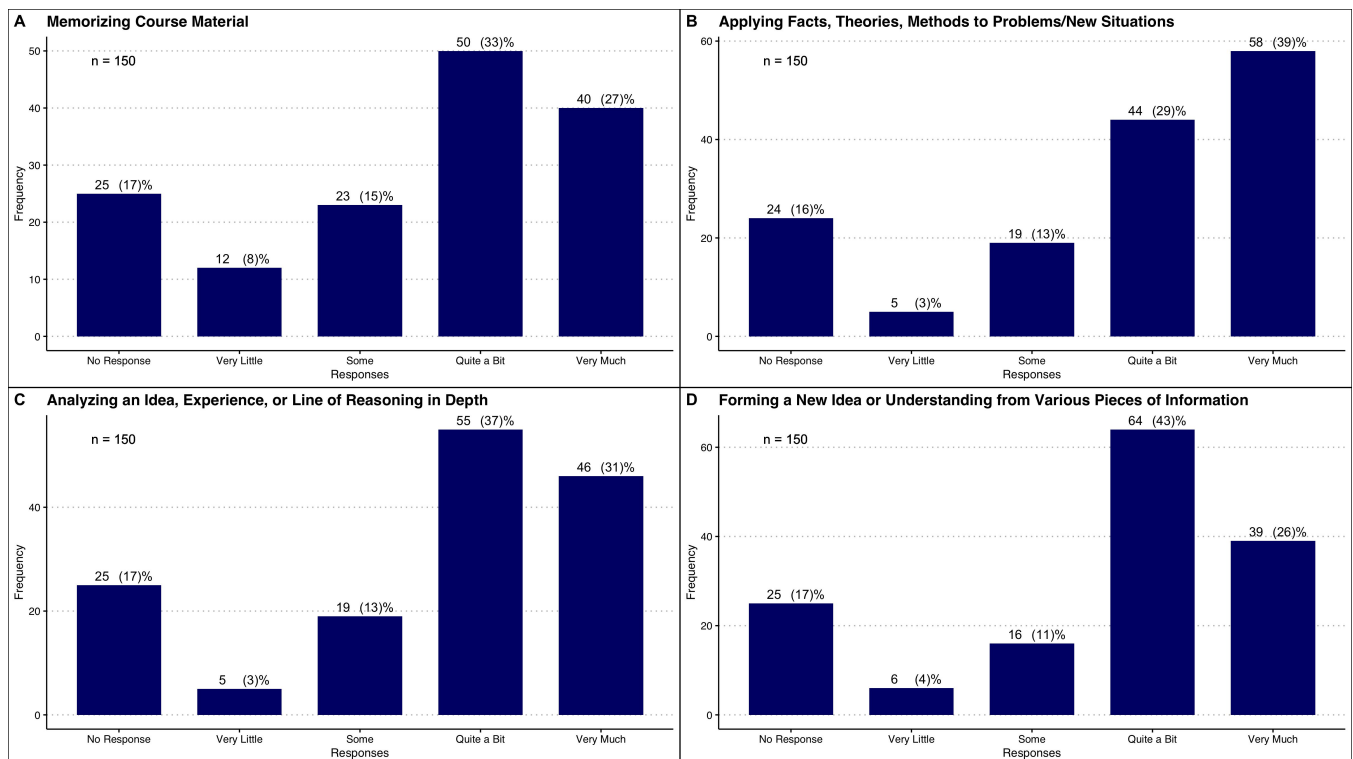 A Memorizing Course Material
n = 150
50 (33)%
40 (27)%
25 (17)%
23 (15)%
12 (8)%
50
40
30
20
10
0
Frequency
No Response Very Little Some Quite a Bit Very Much
Responses
B Applying Facts, Theories, Methods to Problems/New Situations
n = 150
58 (39)%
44 (29)%
24 (16)%
19 (13)%
5 (3)%
60
40
20
0
Frequency
No Response Very Little Some Quite a Bit Very Much
Responses
C Analyzing an Idea, Experience, or Line of Reasoning in Depth
n = 150
55 (37)%
46 (31)%
25 (17)%
19 (13)%
5 (3)%
40
20
0
Frequency
No Response Very Little Some Quite a Bit Very Much
Responses
D Forming a New Idea or Understanding from Various Pieces of Information
n = 150
64 (43)%
39 (26)%
25 (17)%
16 (11)%
6 (4)%
60
40
20
0
Frequency
No Response Very Little Some Quite a Bit Very Much
Responses